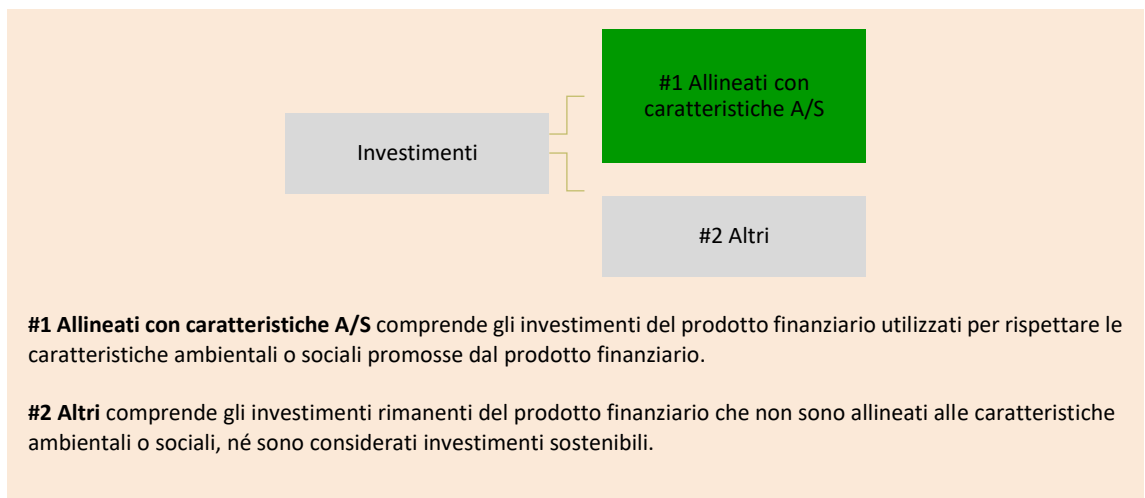 #1 Allineati con
caratteristiche A/S
Investimenti
#2 Altri
#1 Allineati con caratteristiche A/S comprende gli investimenti del prodotto finanziario utilizzati per rispettare le
caratteristiche ambientali o sociali promosse dal prodotto finanziario.
#2 Altri comprende gli investimenti rimanenti del prodotto finanziario che non sono allineati alle caratteristiche
ambientali o sociali, né sono considerati investimenti sostenibili.